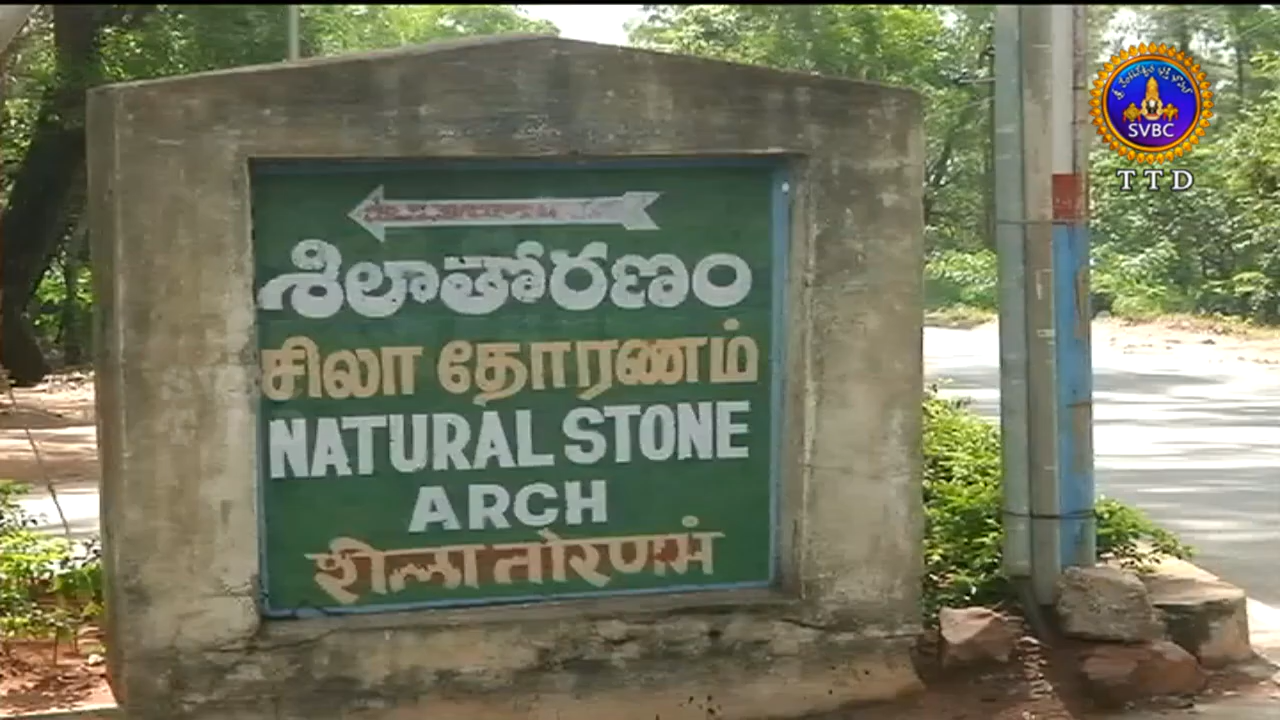 శిలాతోరణం
சிலா தோரணம்
NATURAL STONE
ARCH
शीला तोरणमं
SVBC
TTD